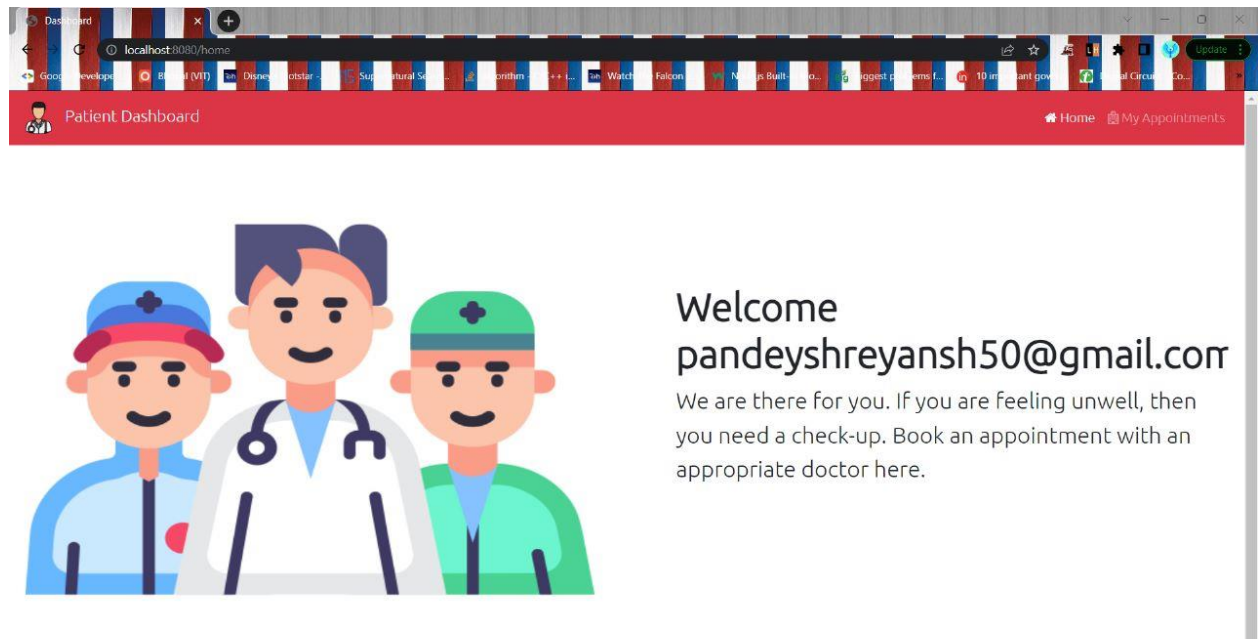 Dashboard
localhost:8080/home
Update
Patient Dashboard
Home
My Appointments
Welcome
pandeyshreyansh50@gmail.com
We are there for you. If you are feeling unwell, then
you need a check-up. Book an appointment with an
appropriate doctor here.